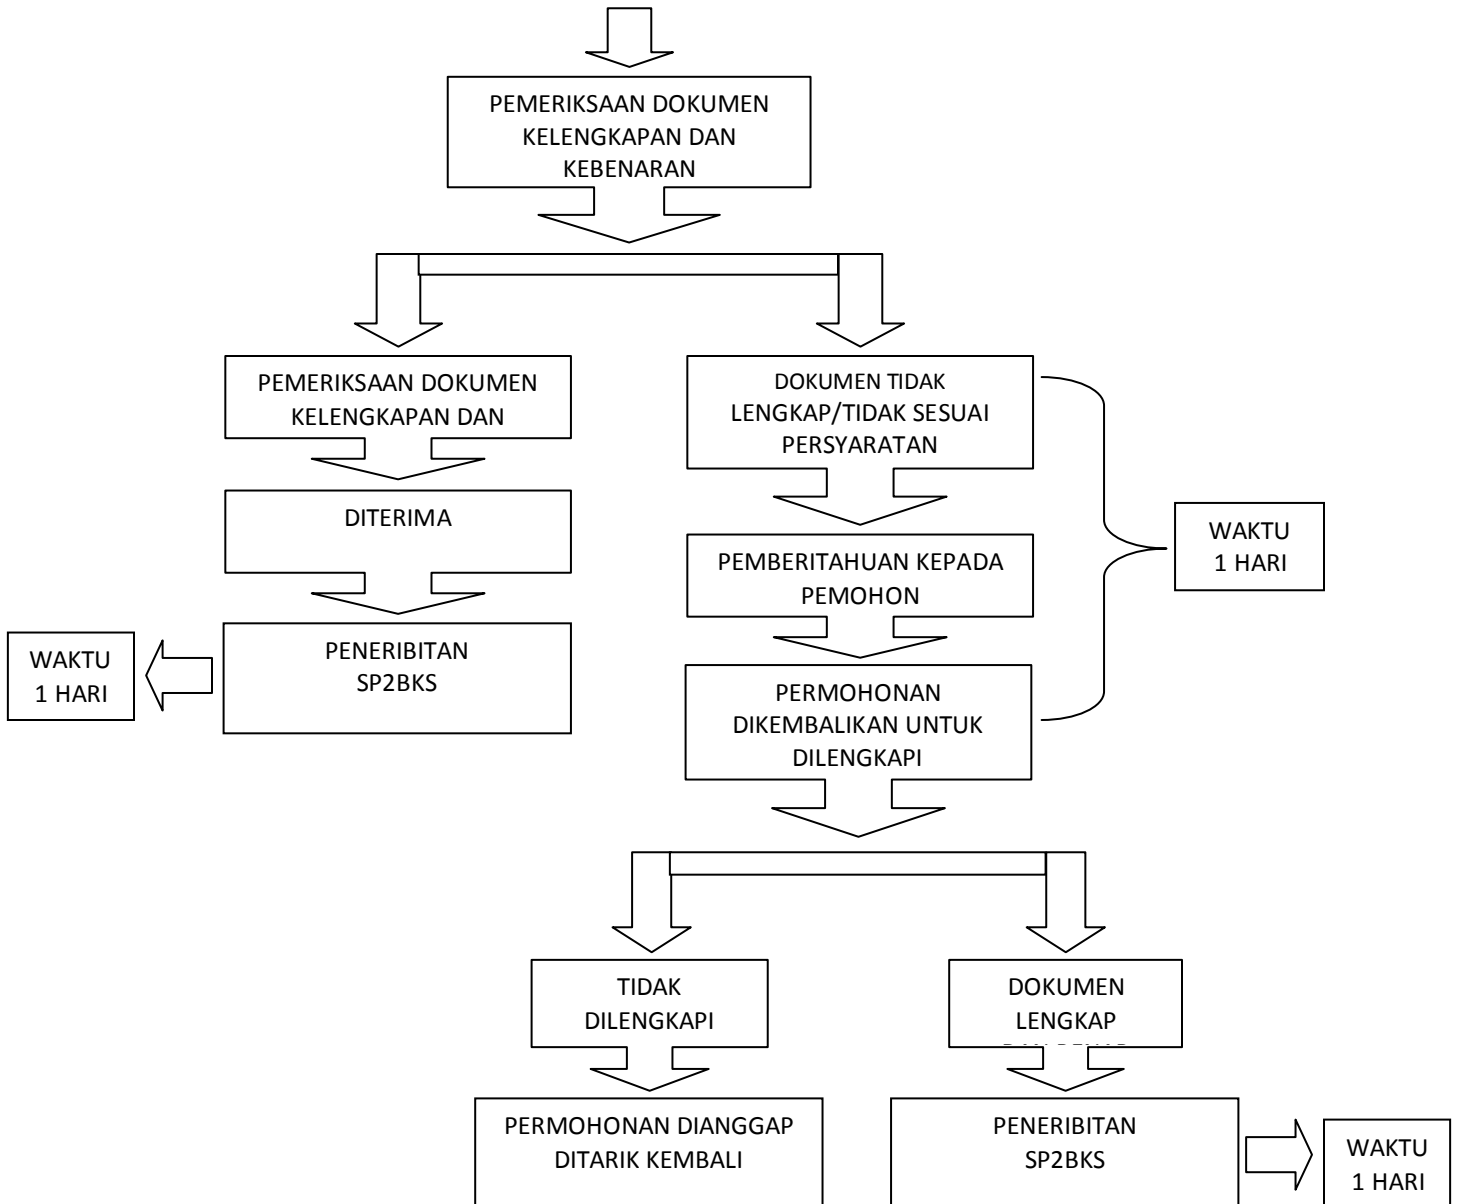 PEMERIKSAAN DOKUMEN
KELENGKAPAN DAN
KEBENARAN
PEMERIKSAAN DOKUMEN
KELENGKAPAN DAN
DOKUMEN TIDAK
LENGKAP/TIDAK SESUAI
PERSYARATAN
DITERIMA
WAKTU
1 HARI
PEMBERITAHUAN KEPADA
PEMOHON
PENERIBITAN
SP2BKS
WAKTU
1 HARI
PERMOHONAN
DIKEMBALIKAN UNTUK
DILENGKAPI
TIDAK
DILENGKAPI
DOKUMEN
LENGKAP
PERMOHONAN DIANGGAP
DITARIK KEMBALI
PENERIBITAN
SP2BKS
WAKTU
1 HARI